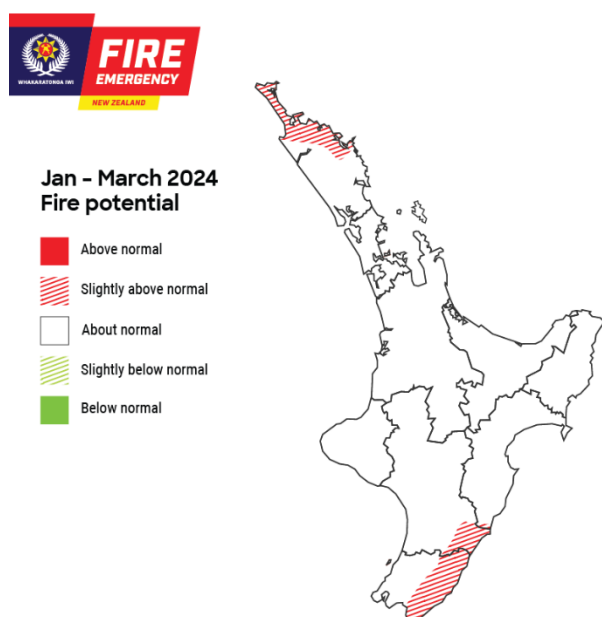 FIRE
EMERGENCY
NEW ZEALAND
WHAKARATONGA IWI
Jan - March 2024
Fire potential
Above normal
Slightly above normal
About normal
Slightly below normal
Below normal